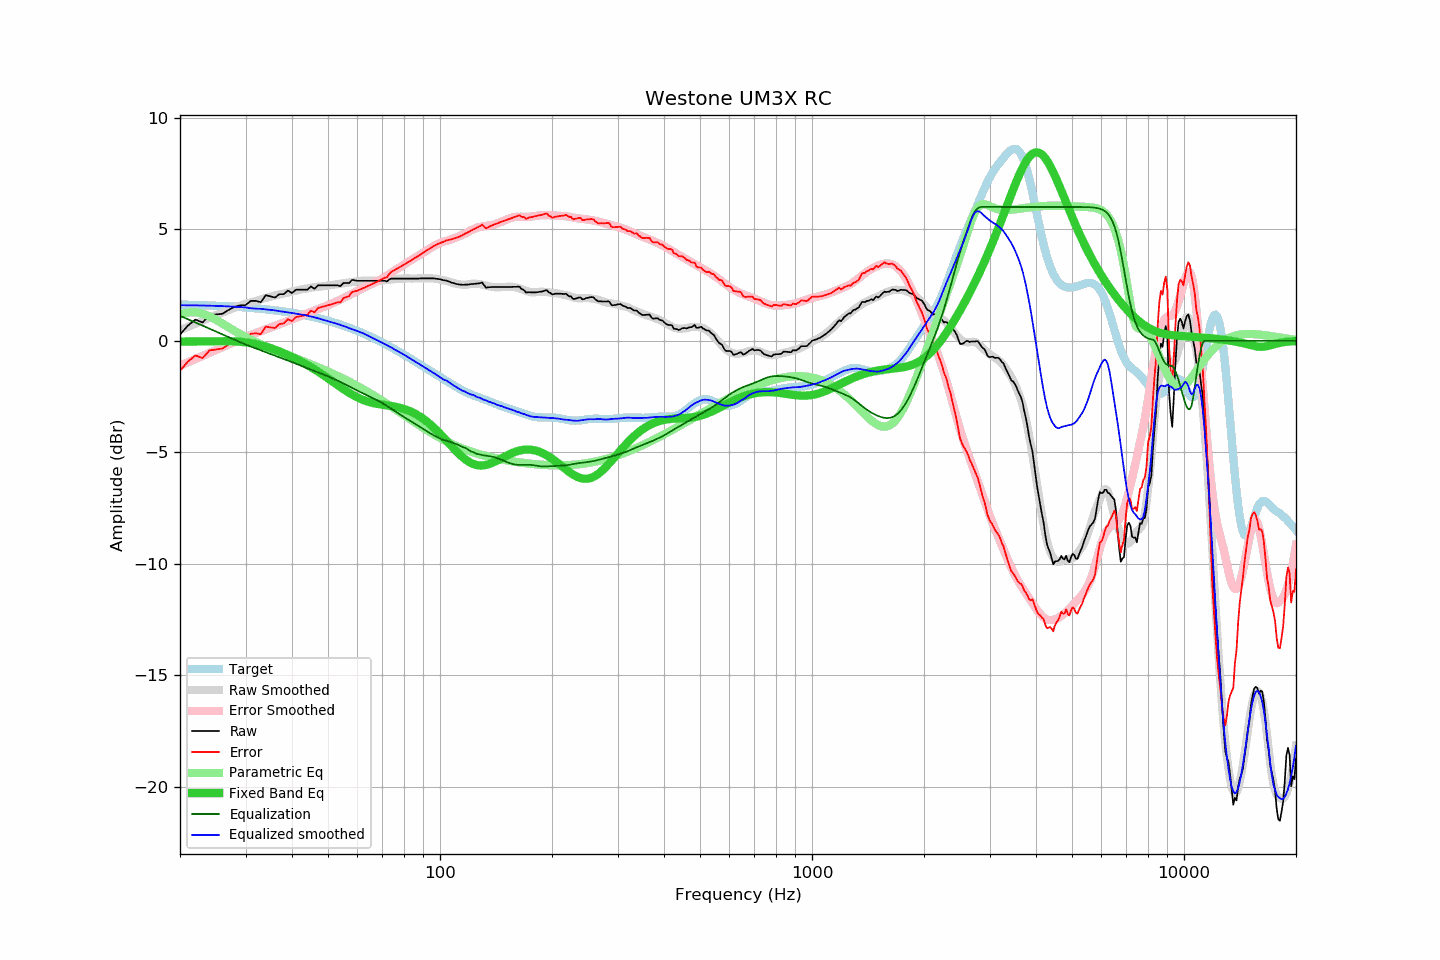 Westone UM3X RC
10
5
0
−5
−10
−15
−20
Amplitude (dBr)
100
1000
10000
Frequency (Hz)
Target
Raw Smoothed
Error Smoothed
Raw
Error
Parametric Eq
Fixed Band Eq
Equalization
Equalized smoothed